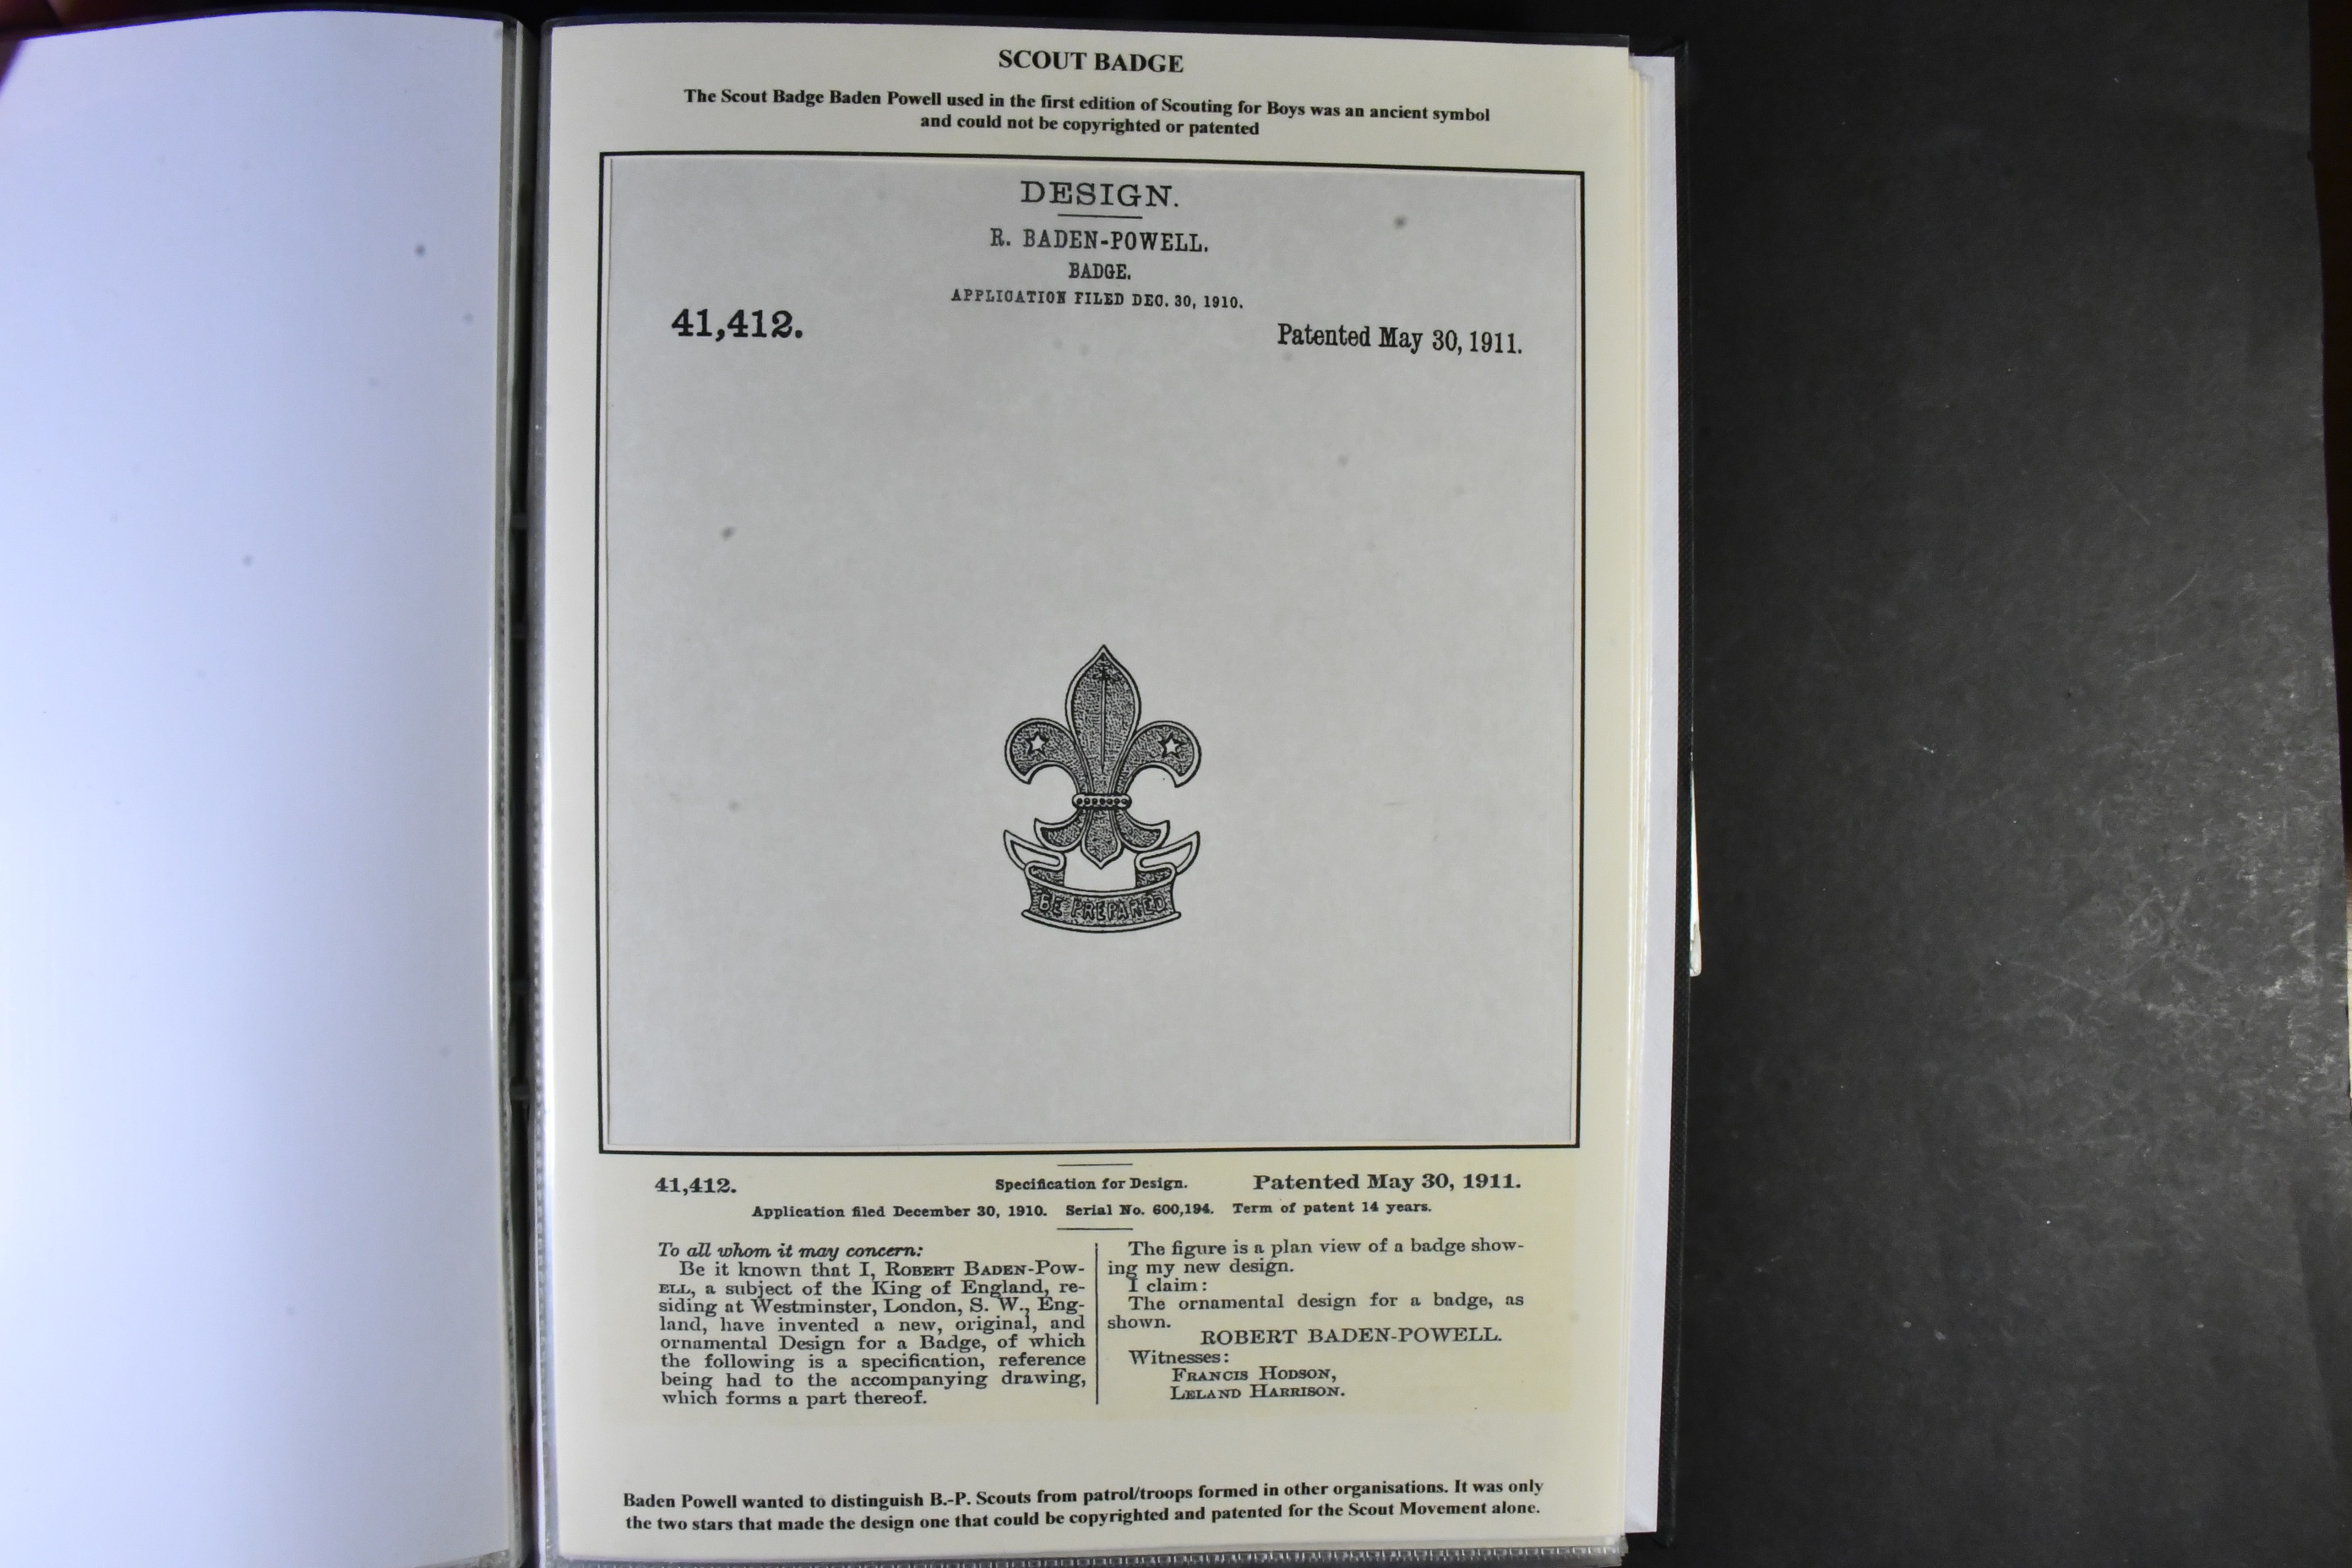 SCOUT BADGE
The Scout Badge Baden Powell used in the first edition of Scouting for Boys was an ancient symbol
and could not be copyrighted or patented
DESIGN.
R. BADEN-POWELL.
BADGE.
APPLICATION FILED DEC. 30, 1910.
41,412.
Patented May 30, 1911.
BE PREPARED
41,412. Specification for Design. Patented May 30, 1911.
Application filed December 30, 1910. Serial No. 600,194. Term of patent 14 years.
To all whom it may concern:
Be it known that I, ROBERT BADEN-POW-
ELL, a subject of the King of England, re-
siding at Westminster, London, S. W., Eng-
land, have invented a new, original, and
ornamental Design for a Badge, of which
the following is a specification, reference
being had to the accompanying drawing,
which forms a part thereof.
The figure is a plan view of a badge show-
ing my new design.
I claim:
The ornamental design for a badge, as
shown.
ROBERT BADEN-POWELL.
Witnesses:
FRANCIS HODSON,
LELAND HARRISON.
Baden Powell wanted to distinguish B.-P. Scouts from patrol/troops formed in other organisations. It was only
the two stars that made the design one that could be copyrighted and patented for the Scout Movement alone.